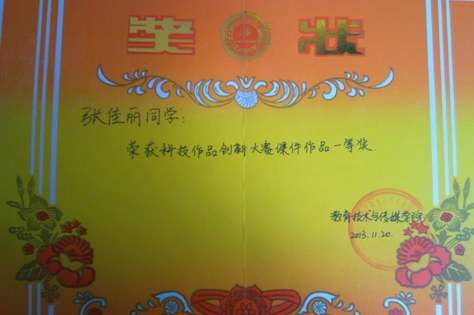 奖状
张佳丽同学：
荣获科技作品创新大赛课件作品一等奖
教育技术与传媒学院
2013.11.20.